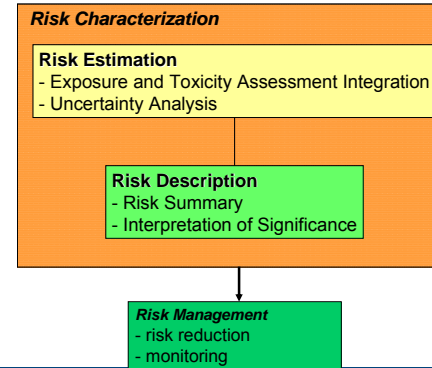 Risk Characterization
Risk Estimation
- Exposure and Toxicity Assessment Integration
- Uncertainty Analysis
Risk Description
- Risk Summary
- Interpretation of Significance
Risk Management
- risk reduction
- monitoring